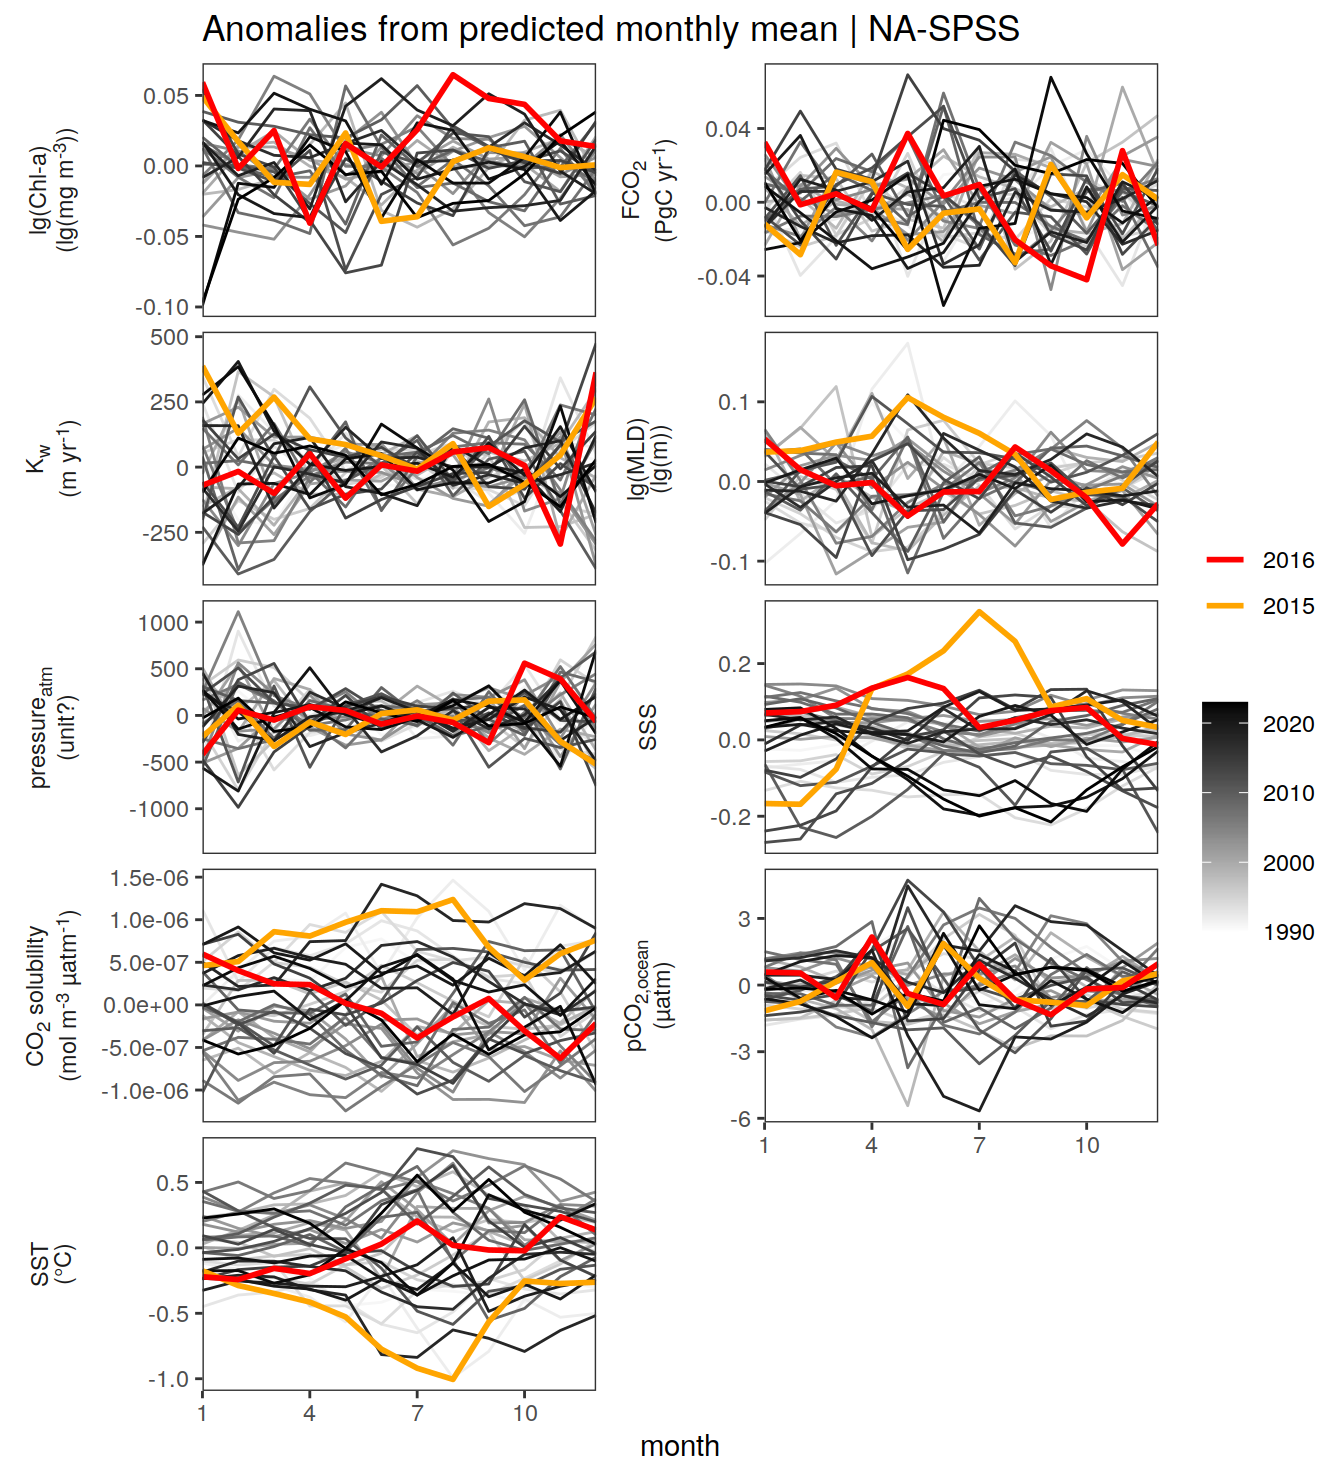 Anomalies from predicted monthly mean | NA-SPSS
lg(Chl-a)
(lg(mg m⁻³))
0.05
0.00
-0.05
-0.10
FCO₂
(PgC yr⁻¹)
0.04
0.00
-0.04
K_w
(m yr⁻¹)
500
250
0
-250
lg(MLD)
(lg(m))
0.1
0.0
-0.1
pressure_atm
(unit?)
1000
500
0
-500
-1000
SSS
0.2
0.0
-0.2
CO₂ solubility
(mol m⁻³ µatm⁻¹)
1.5e-06
1.0e-06
5.0e-07
0.0e+00
-5.0e-07
-1.0e-06
pCO₂,ocean
(µatm)
3
0
-3
-6
1 4 7 10
SST
(°C)
0.5
0.0
-0.5
-1.0
1 4 7 10
month
2016
2015
2020
2010
2000
1990